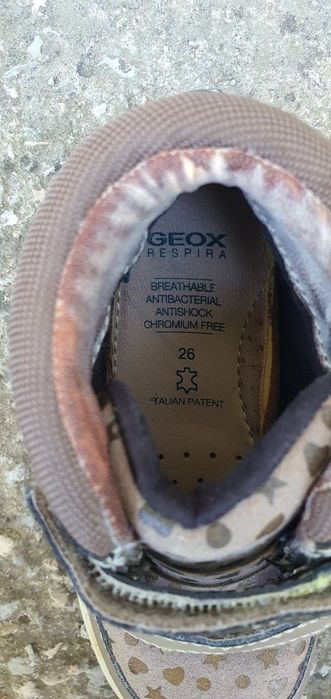 GEOX
RESPIRA
BREATHABLE
ANTIBACTERIAL
ANTISHOCK
CHROMIUM FREE
26
ITALIAN PATENT